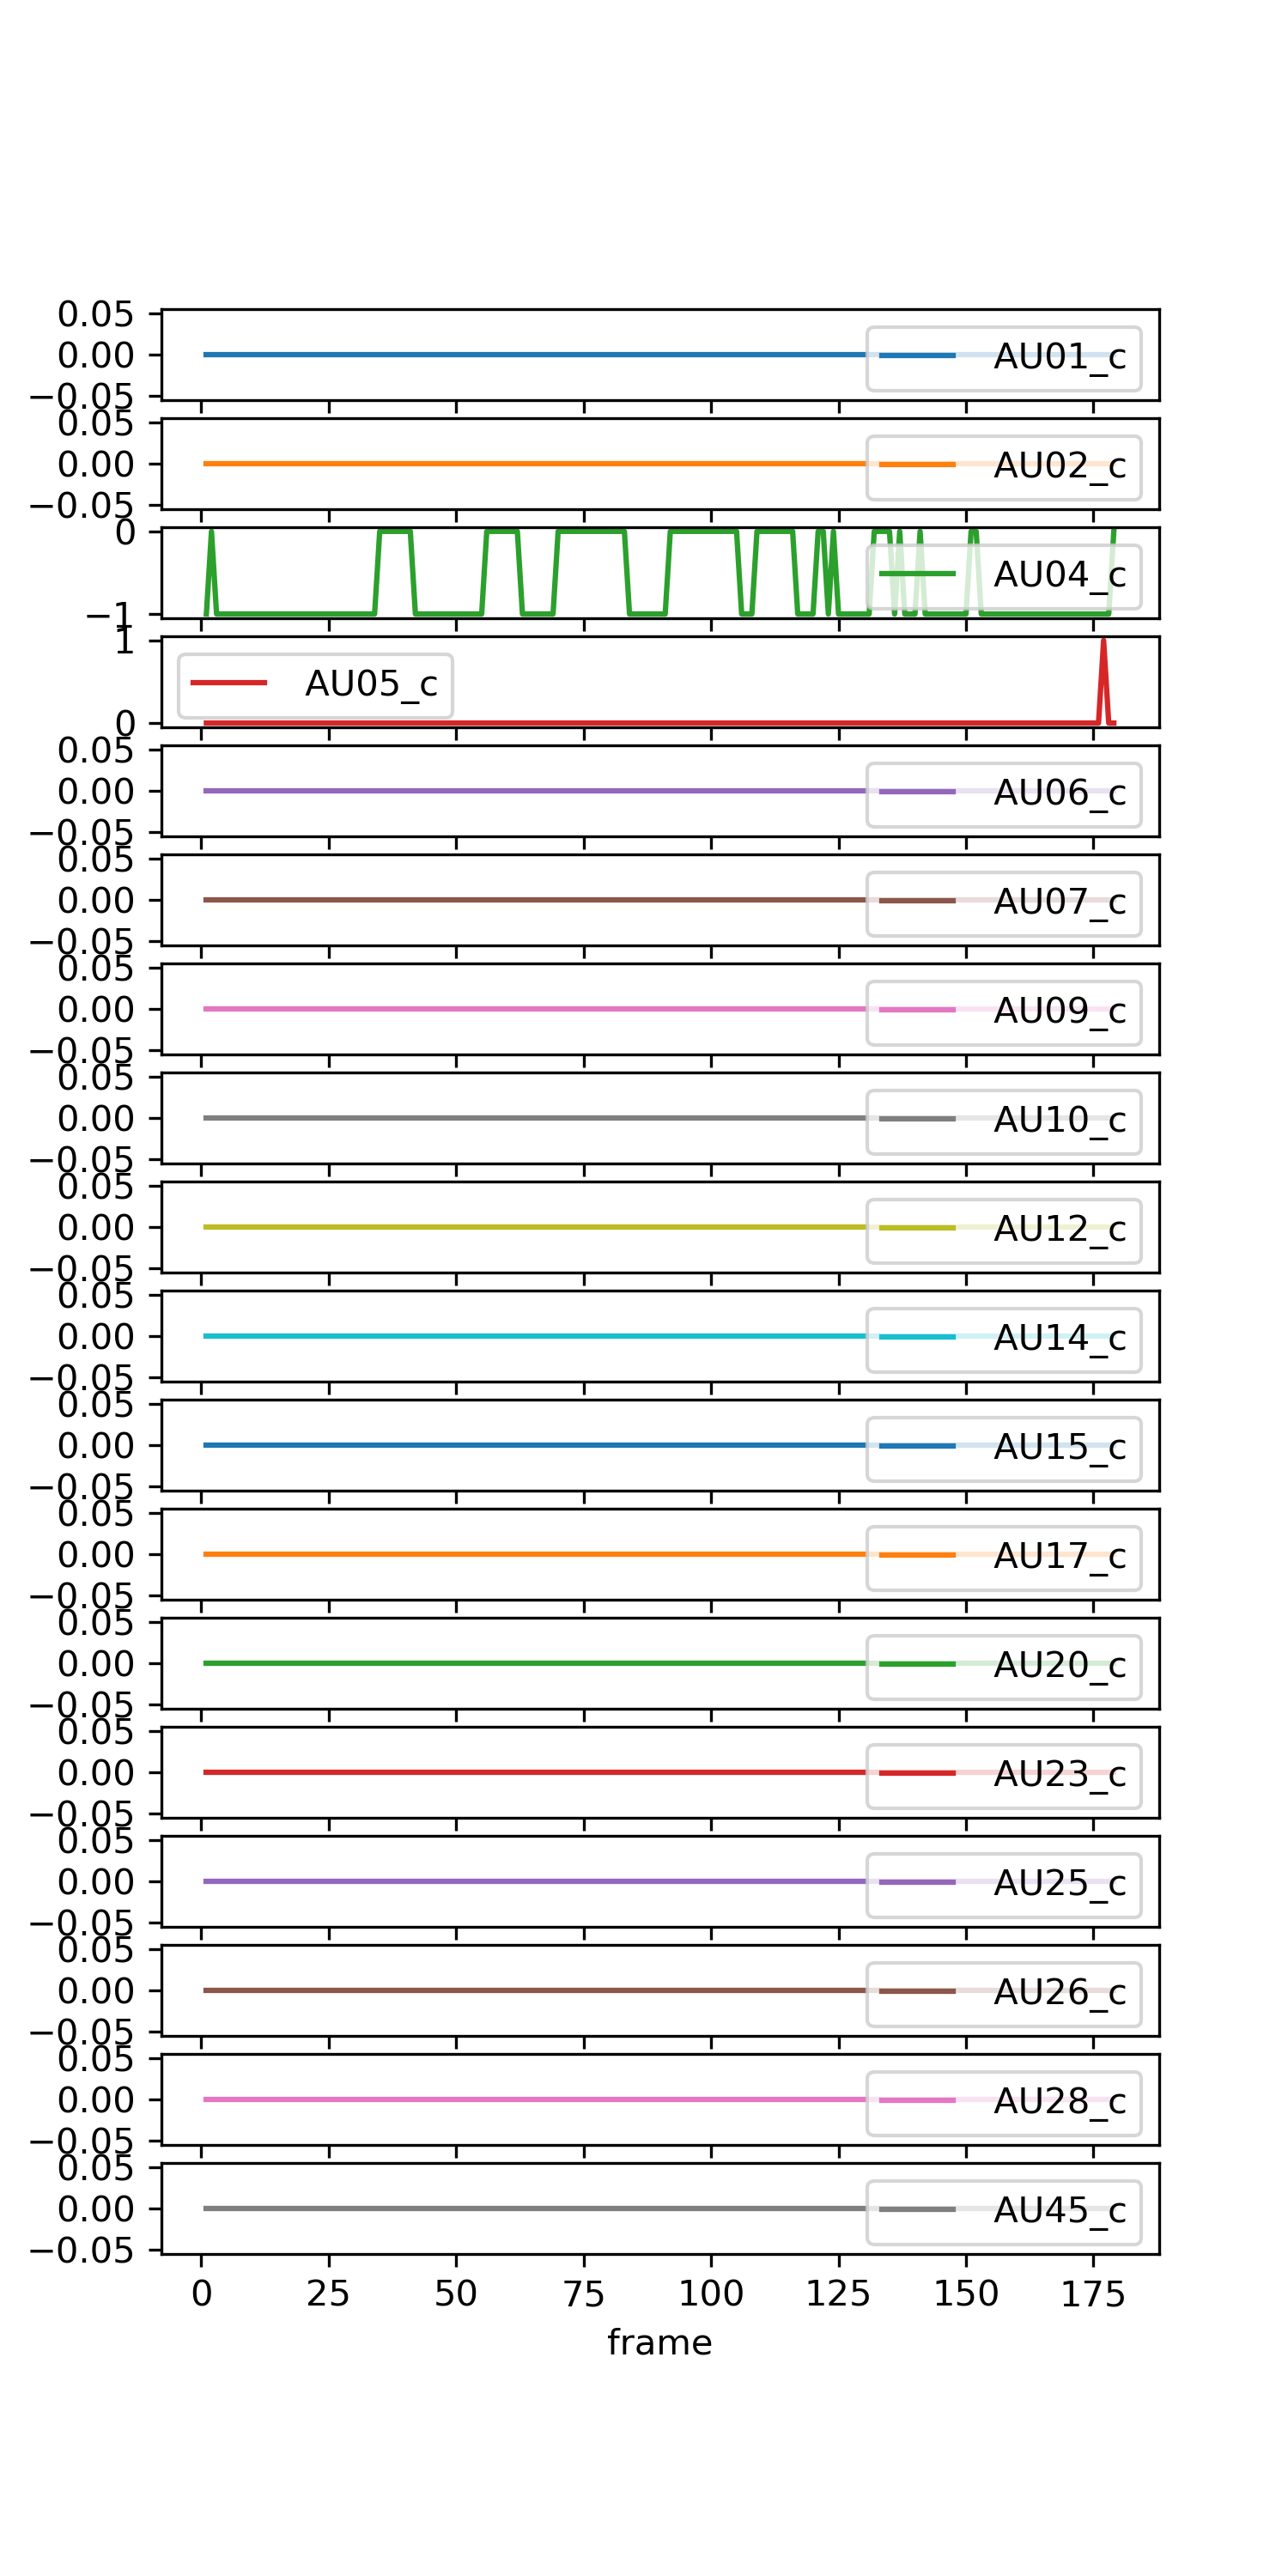 0.05
0.00 AU01_c
−0.05
0.05
0.00 AU02_c
−0.05
0
AU04_c
−1
1
AU05_c
0
0.05
0.00 AU06_c
−0.05
0.05
0.00 AU07_c
−0.05
0.05
0.00 AU09_c
−0.05
0.05
0.00 AU10_c
−0.05
0.05
0.00 AU12_c
−0.05
0.05
0.00 AU14_c
−0.05
0.05
0.00 AU15_c
−0.05
0.05
0.00 AU17_c
−0.05
0.05
0.00 AU20_c
−0.05
0.05
0.00 AU23_c
−0.05
0.05
0.00 AU25_c
−0.05
0.05
0.00 AU26_c
−0.05
0.05
0.00 AU28_c
−0.05
0.05
0.00 AU45_c
−0.05
0 25 50 75 100 125 150 175
frame